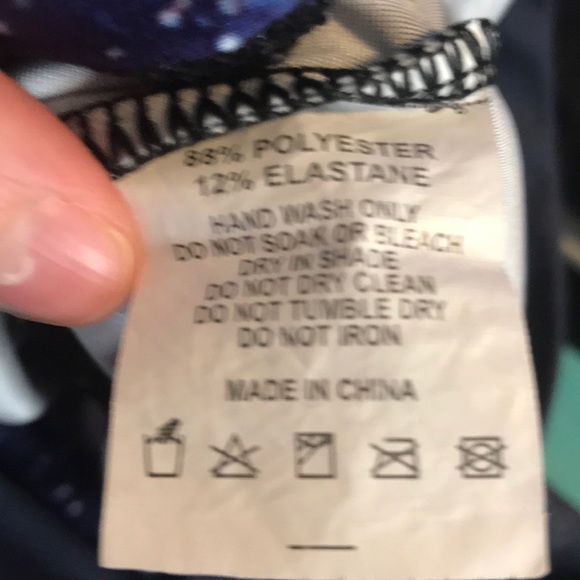 88% POLYESTER
12% ELASTANE
HAND WASH ONLY
DO NOT SOAK OR BLEACH
DRY IN SHADE
DO NOT DRY CLEAN
DO NOT TUMBLE DRY
DO NOT IRON
MADE IN CHINA